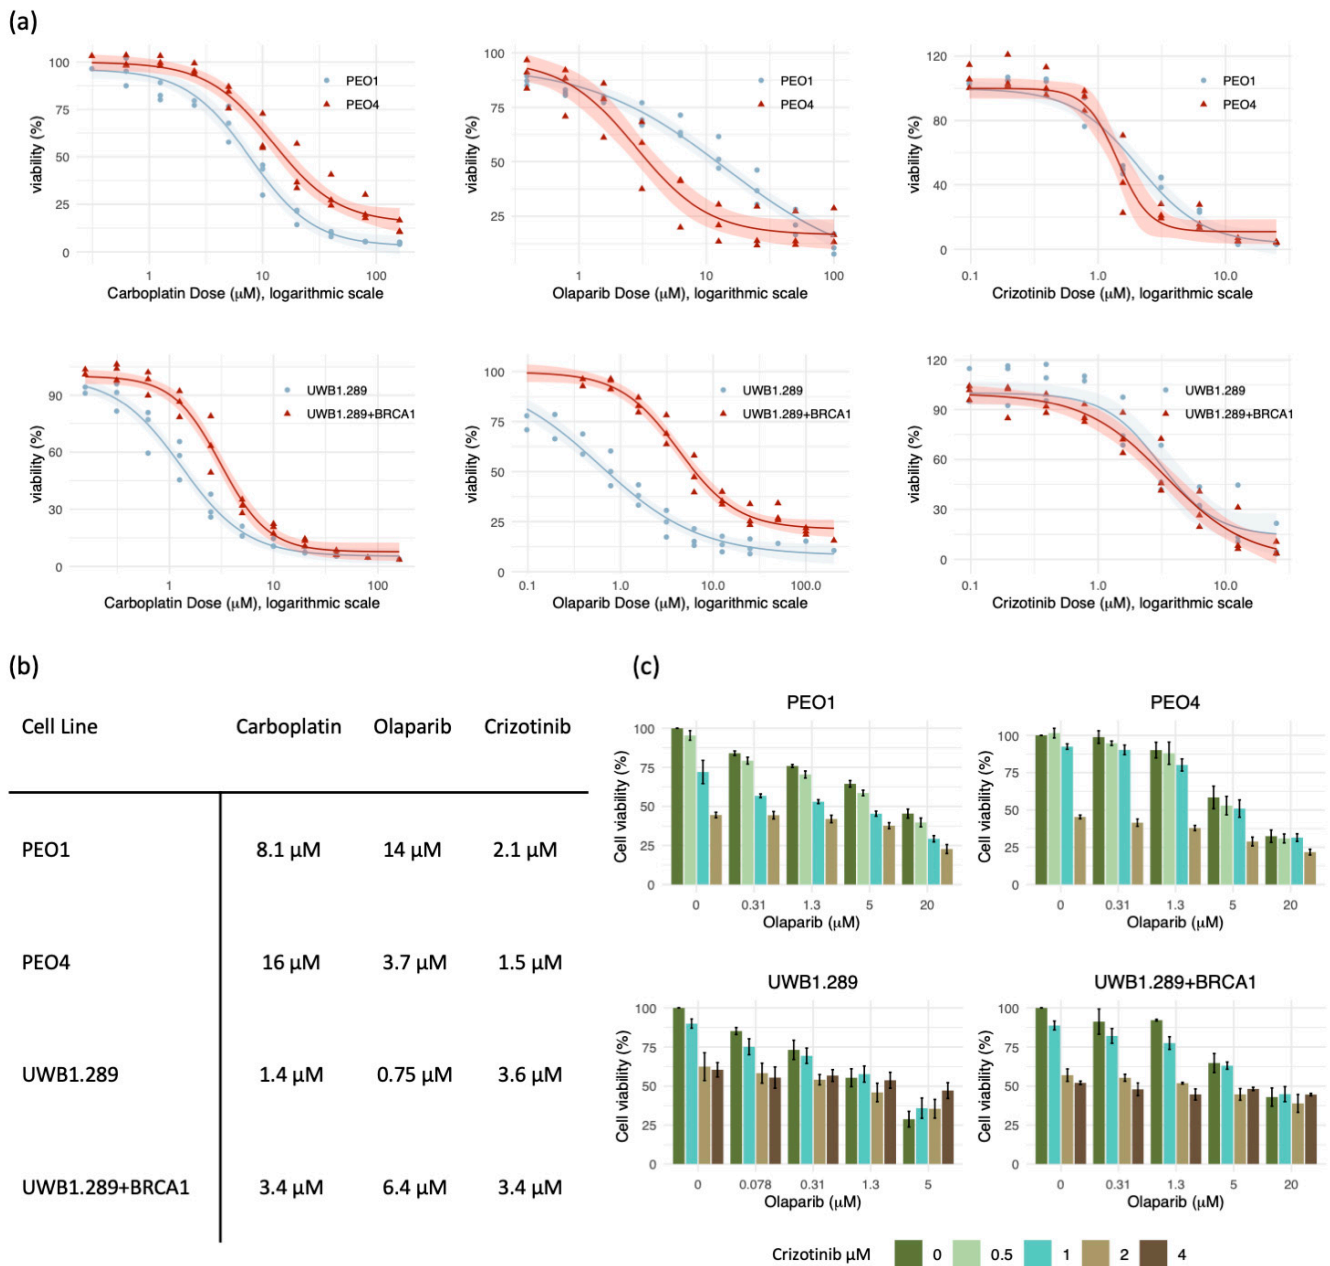 (a)
100
75
50
25
0
viability (%)
PEO1
PEO4
1
10
100
Carboplatin Dose (μM), logarithmic scale
100
75
50
25
viability (%)
PEO1
PEO4
1
10
100
Olaparib Dose (μM), logarithmic scale
120
80
40
0
viability (%)
PEO1
PEO4
0.1
1.0
10.0
Crizotinib Dose (μM), logarithmic scale
90
60
30
0
viability (%)
UWB1.289
UWB1.289+BRCA1
1
100
Carboplatin Dose (μM), logarithmic scale
100
75
50
25
0
viability (%)
UWB1.289
UWB1.289+BRCA1
0.1
1.0
10.0
100.0
Olaparib Dose (μM), logarithmic scale
120
90
60
30
0
viability (%)
UWB1.289
UWB1.289+BRCA1
0.1
1.0
10.0
Crizotinib Dose (μM), logarithmic scale
(b)
Cell Line Carboplatin Olaparib Crizotinib
PEO1 8.1 μM 14 μM 2.1 μM
PEO4 16 μM 3.7 μM 1.5 μM
UWB1.289 1.4 μM 0.75 μM 3.6 μM
UWB1.289+BRCA1 3.4 μM 6.4 μM 3.4 μM
(c)
PEO1
100
75
50
25
0
Cell viability (%)
0 0.31 1.3 5 20
Olaparib (μM)
PEO4
100
75
50
25
0
Cell viability (%)
0 0.31 1.3 5 20
Olaparib (μM)
UWB1.289
100
75
50
25
0
Cell viability (%)
0 0.078 0.31 1.3 5
Olaparib (μM)
UWB1.289+BRCA1
100
75
50
25
0
Cell viability (%)
0 0.31 1.3 5 20
Olaparib (μM)
Crizotinib μM 0 0.5 1 2 4